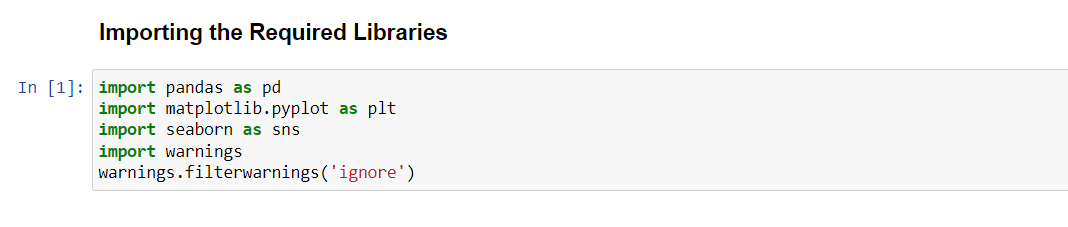 Importing the Required Libraries
In [1]: import pandas as pd
import matplotlib.pyplot as plt
import seaborn as sns
import warnings
warnings.filterwarnings('ignore')